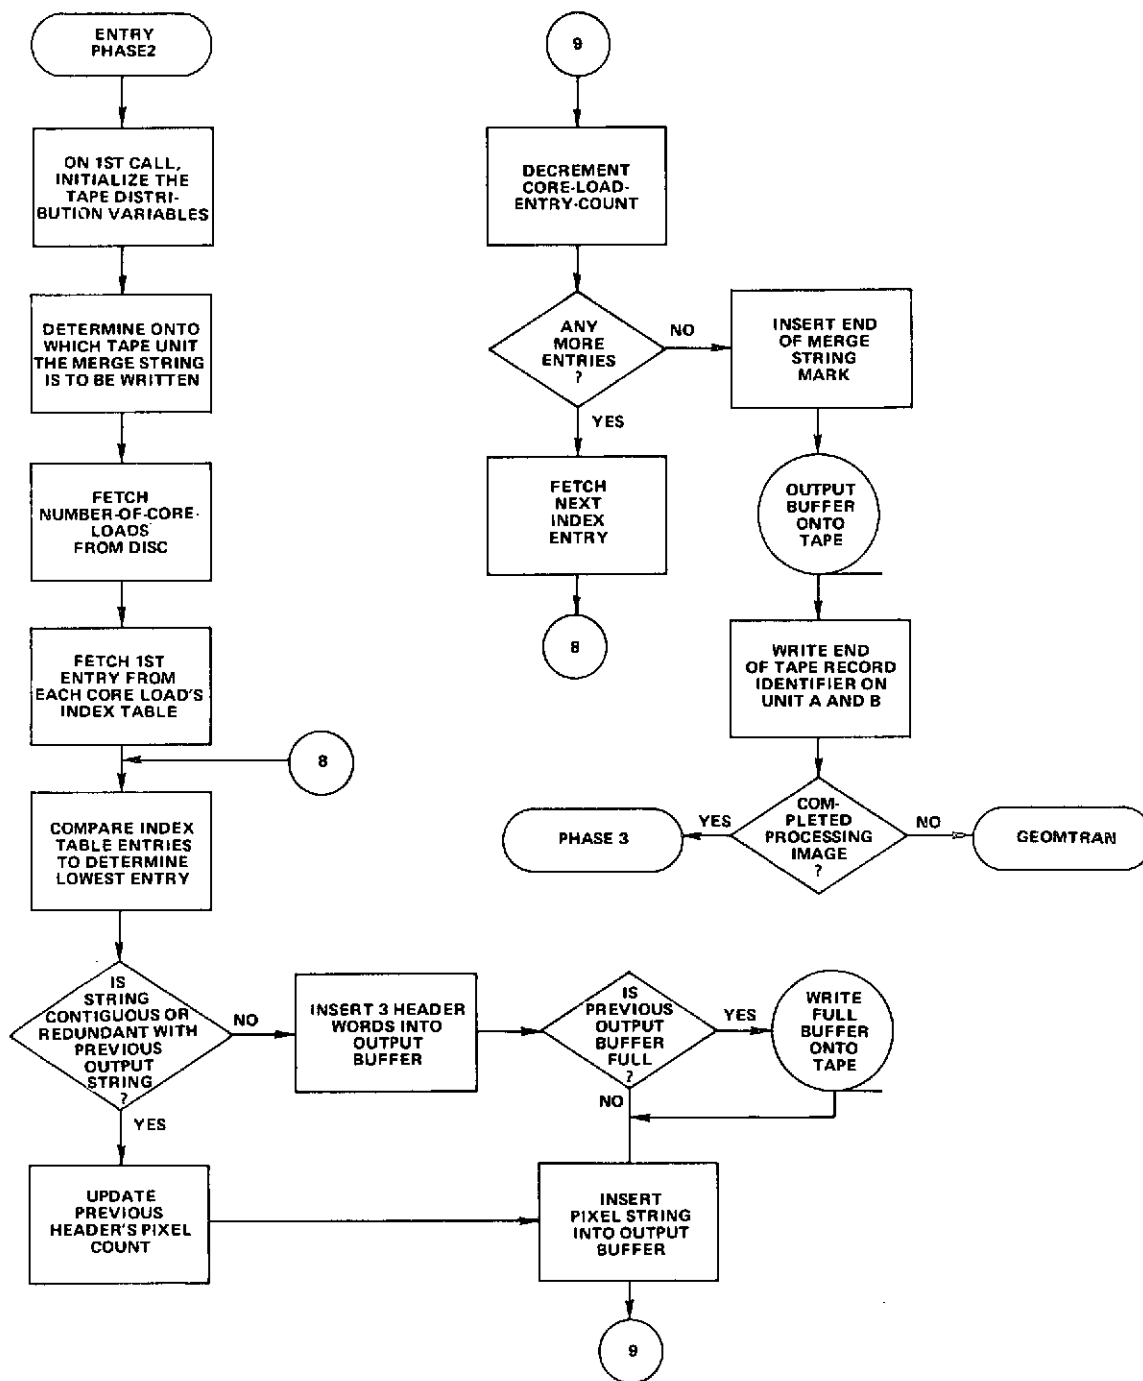 ENTRY
PHASE2
ON 1ST CALL,
INITIALIZE THE
TAPE DISTRI-
BUTION VARIABLES
DETERMINE ONTO
WHICH TAPE UNIT
THE MERGE STRING
IS TO BE WRITTEN
FETCH
NUMBER-OF-CORE-
LOADS
FROM DISC
FETCH 1ST
ENTRY FROM
EACH CORE LOAD'S
INDEX TABLE
8
COMPARE INDEX
TABLE ENTRIES
TO DETERMINE
LOWEST ENTRY
IS
STRING
CONTIGUOUS OR
REDUNDANT WITH
PREVIOUS
OUTPUT
STRING
?
NO
YES
INSERT 3 HEADER
WORDS INTO
OUTPUT
BUFFER
IS
PREVIOUS
OUTPUT
BUFFER
FULL
?
YES
NO
WRITE
FULL
BUFFER
ONTO
TAPE
UPDATE
PREVIOUS
HEADER'S PIXEL
COUNT
INSERT
PIXEL STRING
INTO OUTPUT
BUFFER
9
9
DECREMENT
CORE-LOAD-
ENTRY-COUNT
ANY
MORE
ENTRIES
?
NO
YES
INSERT END
OF MERGE
STRING
MARK
FETCH
NEXT
INDEX
ENTRY
8
OUTPUT
BUFFER
ONTO
TAPE
WRITE END
OF TAPE RECORD
IDENTIFIER ON
UNIT A AND B
COM-
PLETED
PROCESSING
IMAGE
?
YES
NO
PHASE 3
GEOMTRAN